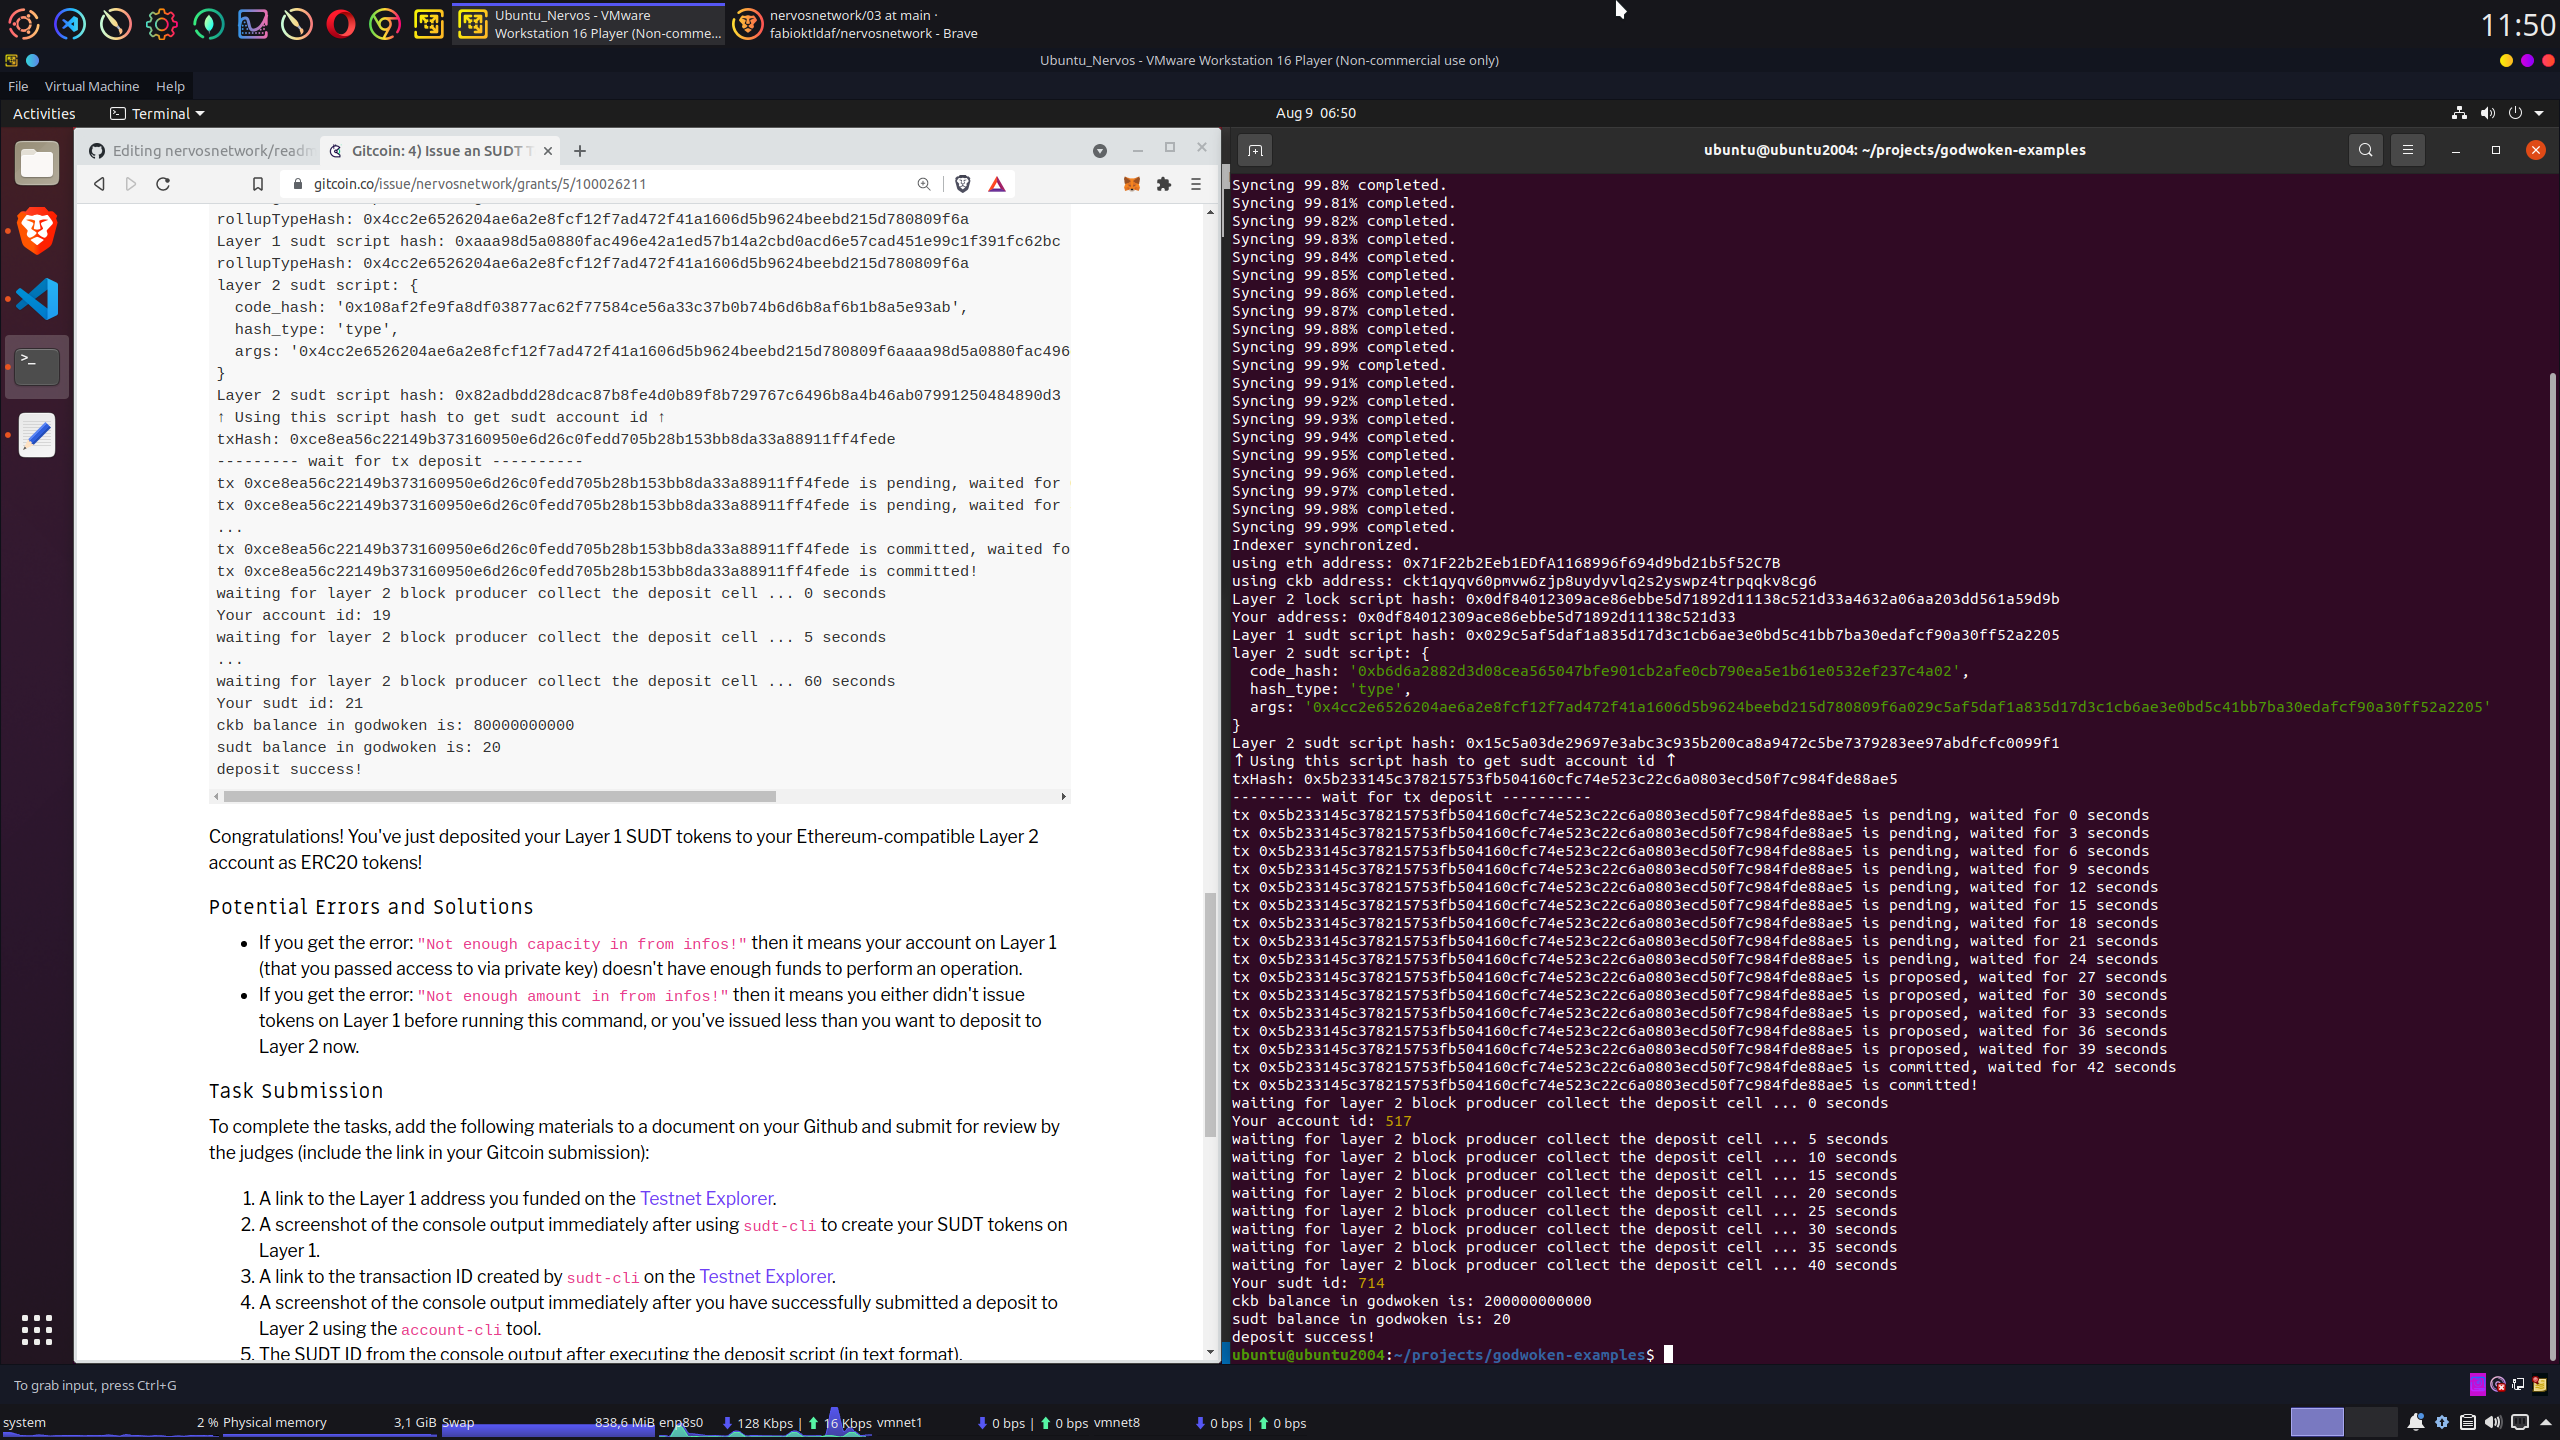 Ubuntu_Nervos - VMware
Workstation 16 Player (Non-comme...
nervosnetwork/03 at main ·
fabioktldaf/nervosnetwork - Brave
11:50
Ubuntu_Nervos - VMware Workstation 16 Player (Non-commercial use only)
File Virtual Machine Help
Activities Terminal Aug 9 06:50
Editing nervosnetwork/readm
Gitcoin: 4) Issue an SUDT T
gitcoin.co/issue/nervosnetwork/grants/5/100026211
rollupTypeHash: 0x4cc2e6526204ae6a2e8fcf12f7ad472f41a1606d5b9624beebd215d780809f6a
Layer 1 sudt script hash: 0xaaa98d5a0880fac496e42a1ed57b14a2cbd0acd6e57cad451e99c1f391fc62bc
rollupTypeHash: 0x4cc2e6526204ae6a2e8fcf12f7ad472f41a1606d5b9624beebd215d780809f6a
layer 2 sudt script: {
code_hash: '0x108af2fe9fa8df03877ac62f77584ce56a33c37b0b74b6d6b8af6b1b8a5e93ab',
hash_type: 'type',
args: '0x4cc2e6526204ae6a2e8fcf12f7ad472f41a1606d5b9624beebd215d780809f6aaaa98d5a0880fac496
}
Layer 2 sudt script hash: 0x82adbdd28dcac87b8fe4d0b89f8b729767c6496b8a4b46ab07991250484890d3
↑ Using this script hash to get sudt account id ↑
txHash: 0xce8ea56c22149b373160950e6d26c0fedd705b28b153bb8da33a88911ff4fede
--------- wait for tx deposit ----------
tx 0xce8ea56c22149b373160950e6d26c0fedd705b28b153bb8da33a88911ff4fede is pending, waited for
tx 0xce8ea56c22149b373160950e6d26c0fedd705b28b153bb8da33a88911ff4fede is pending, waited for
...
tx 0xce8ea56c22149b373160950e6d26c0fedd705b28b153bb8da33a88911ff4fede is committed, waited fo
tx 0xce8ea56c22149b373160950e6d26c0fedd705b28b153bb8da33a88911ff4fede is committed!
waiting for layer 2 block producer collect the deposit cell ... 0 seconds
Your account id: 19
waiting for layer 2 block producer collect the deposit cell ... 5 seconds
...
waiting for layer 2 block producer collect the deposit cell ... 60 seconds
Your sudt id: 21
ckb balance in godwoken is: 80000000000
sudt balance in godwoken is: 20
deposit success!
Congratulations! You've just deposited your Layer 1 SUDT tokens to your Ethereum-compatible Layer 2
account as ERC20 tokens!
Potential Errors and Solutions
• If you get the error: "Not enough capacity in from infos!" then it means your account on Layer 1
(that you passed access to via private key) doesn't have enough funds to perform an operation.
• If you get the error: "Not enough amount in from infos!" then it means you either didn't issue
tokens on Layer 1 before running this command, or you've issued less than you want to deposit to
Layer 2 now.
Task Submission
To complete the tasks, add the following materials to a document on your Github and submit for review by
the judges (include the link in your Gitcoin submission):
1. A link to the Layer 1 address you funded on the Testnet Explorer.
2. A screenshot of the console output immediately after using sudt-cli to create your SUDT tokens on
Layer 1.
3. A link to the transaction ID created by sudt-cli on the Testnet Explorer.
4. A screenshot of the console output immediately after you have successfully submitted a deposit to
Layer 2 using the account-cli tool.
5. The SUDT ID from the console output after executing the deposit script (in text format).
ubuntu@ubuntu2004: ~/projects/godwoken-examples
Syncing 99.8% completed.
Syncing 99.81% completed.
Syncing 99.82% completed.
Syncing 99.83% completed.
Syncing 99.84% completed.
Syncing 99.85% completed.
Syncing 99.86% completed.
Syncing 99.87% completed.
Syncing 99.88% completed.
Syncing 99.89% completed.
Syncing 99.9% completed.
Syncing 99.91% completed.
Syncing 99.92% completed.
Syncing 99.93% completed.
Syncing 99.94% completed.
Syncing 99.95% completed.
Syncing 99.96% completed.
Syncing 99.97% completed.
Syncing 99.98% completed.
Syncing 99.99% completed.
Indexer synchronized.
using eth address: 0x71F22b2Eeb1EDfA1168996f694d9bd21b5f52C7B
using ckb address: ckt1qyqv60pmvw6zjp8uydyvlq2s2yswpz4trpqqkv8cg6
Layer 2 lock script hash: 0x0df84012309ace86ebbe5d71892d11138c521d33a4632a06aa203dd561a59d9b
Your address: 0x0df84012309ace86ebbe5d71892d11138c521d33
Layer 1 sudt script hash: 0x029c5af5daf1a835d17d3c1cb6ae3e0bd5c41bb7ba30edafcf90a30ff52a2205
layer 2 sudt script: {
code_hash: '0xb6d6a2882d3d08cea565047bfe901cb2afe0cb790ea5e1b61e0532ef237c4a02',
hash_type: 'type',
args: '0x4cc2e6526204ae6a2e8fcf12f7ad472f41a1606d5b9624beebd215d780809f6a029c5af5daf1a835d17d3c1cb6ae3e0bd5c41bb7ba30edafcf90a30ff52a2205'
}
Layer 2 sudt script hash: 0x15c5a03de29697e3abc3c935b200ca8a9472c5be7379283ee97abdfcfc0099f1
↑ Using this script hash to get sudt account id ↑
txHash: 0x5b233145c378215753fb504160cfc74e523c22c6a0803ecd50f7c984fde88ae5
--------- wait for tx deposit ----------
tx 0x5b233145c378215753fb504160cfc74e523c22c6a0803ecd50f7c984fde88ae5 is pending, waited for 0 seconds
tx 0x5b233145c378215753fb504160cfc74e523c22c6a0803ecd50f7c984fde88ae5 is pending, waited for 3 seconds
tx 0x5b233145c378215753fb504160cfc74e523c22c6a0803ecd50f7c984fde88ae5 is pending, waited for 6 seconds
tx 0x5b233145c378215753fb504160cfc74e523c22c6a0803ecd50f7c984fde88ae5 is pending, waited for 9 seconds
tx 0x5b233145c378215753fb504160cfc74e523c22c6a0803ecd50f7c984fde88ae5 is pending, waited for 12 seconds
tx 0x5b233145c378215753fb504160cfc74e523c22c6a0803ecd50f7c984fde88ae5 is pending, waited for 15 seconds
tx 0x5b233145c378215753fb504160cfc74e523c22c6a0803ecd50f7c984fde88ae5 is pending, waited for 18 seconds
tx 0x5b233145c378215753fb504160cfc74e523c22c6a0803ecd50f7c984fde88ae5 is pending, waited for 21 seconds
tx 0x5b233145c378215753fb504160cfc74e523c22c6a0803ecd50f7c984fde88ae5 is pending, waited for 24 seconds
tx 0x5b233145c378215753fb504160cfc74e523c22c6a0803ecd50f7c984fde88ae5 is proposed, waited for 27 seconds
tx 0x5b233145c378215753fb504160cfc74e523c22c6a0803ecd50f7c984fde88ae5 is proposed, waited for 30 seconds
tx 0x5b233145c378215753fb504160cfc74e523c22c6a0803ecd50f7c984fde88ae5 is proposed, waited for 33 seconds
tx 0x5b233145c378215753fb504160cfc74e523c22c6a0803ecd50f7c984fde88ae5 is proposed, waited for 36 seconds
tx 0x5b233145c378215753fb504160cfc74e523c22c6a0803ecd50f7c984fde88ae5 is proposed, waited for 39 seconds
tx 0x5b233145c378215753fb504160cfc74e523c22c6a0803ecd50f7c984fde88ae5 is committed, waited for 42 seconds
tx 0x5b233145c378215753fb504160cfc74e523c22c6a0803ecd50f7c984fde88ae5 is committed!
waiting for layer 2 block producer collect the deposit cell ... 0 seconds
Your account id: 517
waiting for layer 2 block producer collect the deposit cell ... 5 seconds
waiting for layer 2 block producer collect the deposit cell ... 10 seconds
waiting for layer 2 block producer collect the deposit cell ... 15 seconds
waiting for layer 2 block producer collect the deposit cell ... 20 seconds
waiting for layer 2 block producer collect the deposit cell ... 25 seconds
waiting for layer 2 block producer collect the deposit cell ... 30 seconds
waiting for layer 2 block producer collect the deposit cell ... 35 seconds
waiting for layer 2 block producer collect the deposit cell ... 40 seconds
Your sudt id: 714
ckb balance in godwoken is: 200000000000
sudt balance in godwoken is: 20
deposit success!
ubuntu@ubuntu2004:~/projects/godwoken-examples$
To grab input, press Ctrl+G
system 2 % Physical memory 3,1 GiB Swap 838,6 MiB enp8s0 128 Kbps | 16 Kbps vmnet1 0 bps | 0 bps vmnet8 0 bps | 0 bps